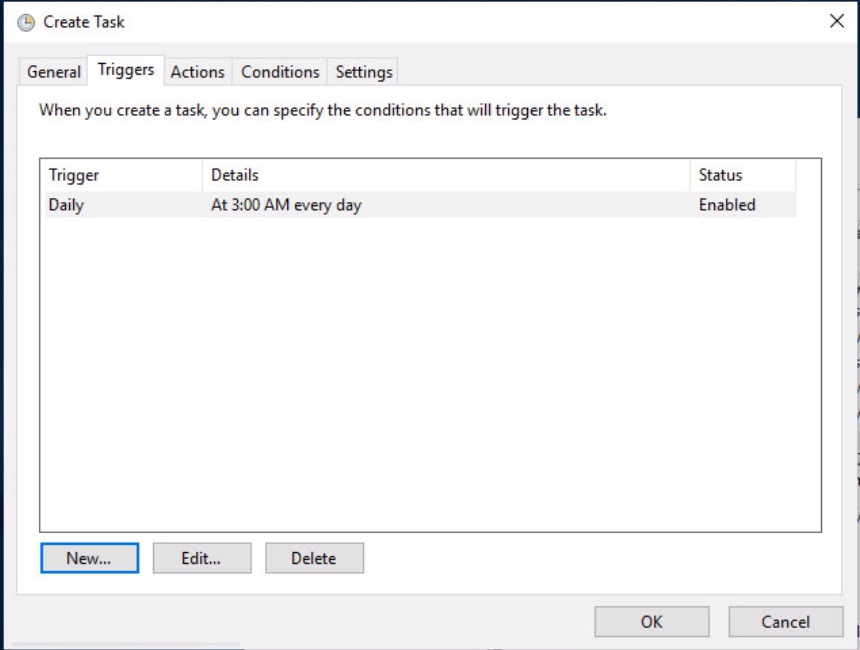 Create Task
General Triggers Actions Conditions Settings
When you create a task, you can specify the conditions that will trigger the task.
Trigger Details Status
Daily At 3:00 AM every day Enabled
New... Edit... Delete
OK Cancel